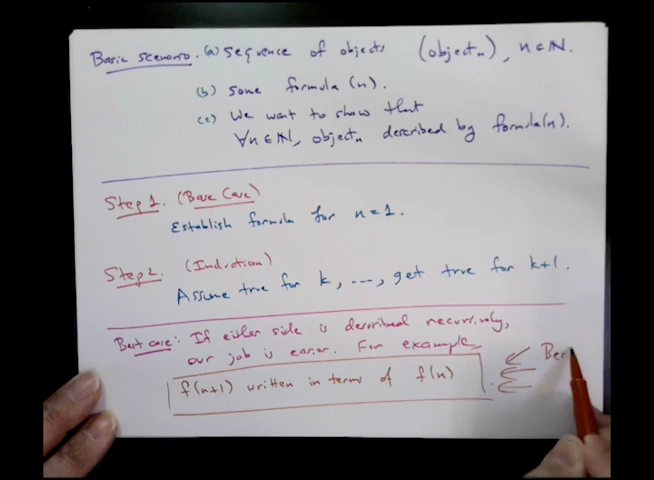 Basic scenario. (a) sequence of objects (object_n), n ∈ ℕ.
(b) some formula (n).
(c) We want to show that
∀n ∈ ℕ, object_n described by formula(n).
Step 1. (Base Case)
Establish formula for n = 1.
Step 2. (Induction)
Assume true for k, ..., get true for k+1.
Best case: If either side is described recursively,
our job is easier. For example
f(n+1) written in terms of f(n)